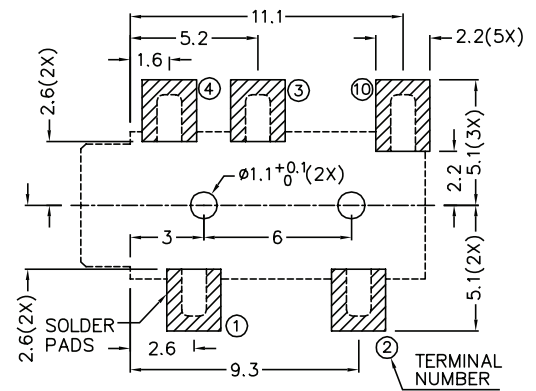 11.1
5.2
2.2(5X)
1.6
2.6(2X)
④
③
⑩
5.1(3X)
2.2
ø1.1+0.1 0 (2X)
3
6
2.6(2X)
5.1(2X)
SOLDER
PADS
①
2.6
②
9.3
TERMINAL
NUMBER